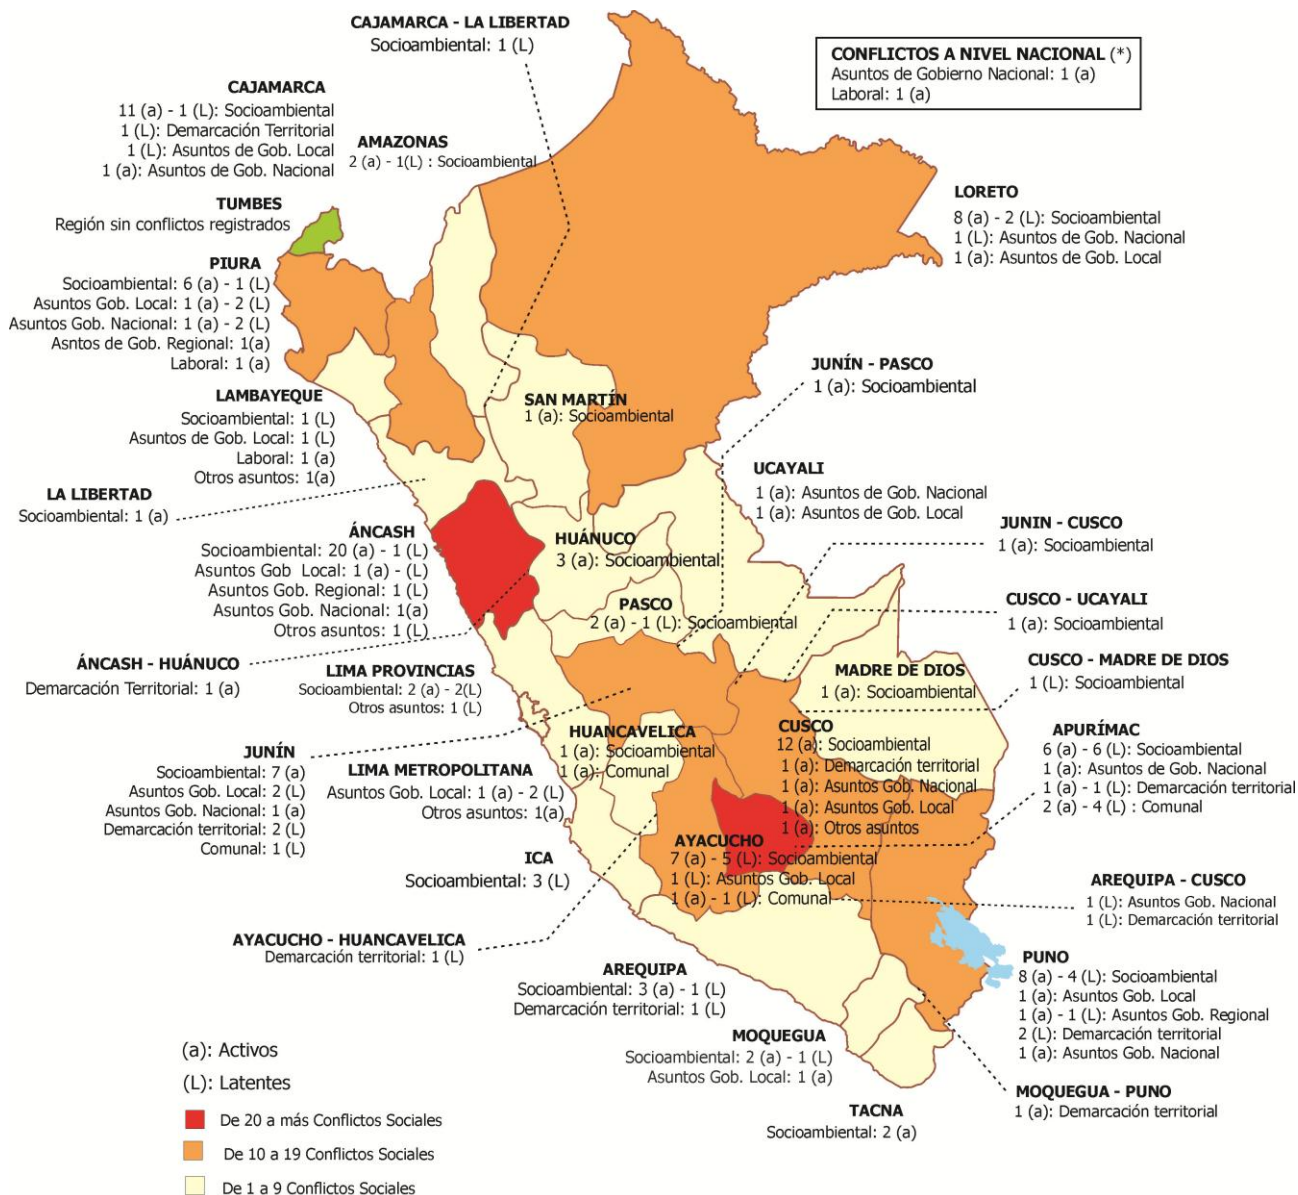 CAJAMARCA - LA LIBERTAD
Socioambiental: 1 (L)
CONFLICTOS A NIVEL NACIONAL (*)
Asuntos de Gobierno Nacional: 1 (a)
Laboral: 1 (a)
CAJAMARCA
11 (a) - 1 (L): Socioambiental
1 (L): Demarcación Territorial
1 (L): Asuntos de Gob. Local
1 (a): Asuntos de Gob. Nacional
AMAZONAS
2 (a) - 1(L) : Socioambiental
LORETO
8 (a) - 2 (L): Socioambiental
1 (L): Asuntos de Gob. Nacional
1 (a): Asuntos de Gob. Local
TUMBES
Región sin conflictos registrados
PIURA
Socioambiental: 6 (a) - 1 (L)
Asuntos Gob. Local: 1 (a) - 2 (L)
Asuntos Gob. Nacional: 1 (a) - 2 (L)
Asntos de Gob. Regional: 1(a)
Laboral: 1 (a)
JUNÍN - PASCO
1 (a): Socioambiental
LAMBAYEQUE
Socioambiental: 1 (L)
Asuntos de Gob. Local: 1 (L)
Laboral: 1 (a)
Otros asuntos: 1(a)
SAN MARTÍN
1 (a): Socioambiental
UCAYALI
1 (a): Asuntos de Gob. Nacional
1 (a): Asuntos de Gob. Local
LA LIBERTAD
Socioambiental: 1 (a)
JUNIN - CUSCO
1 (a): Socioambiental
ÁNCASH
Socioambiental: 20 (a) - 1 (L)
Asuntos Gob Local: 1 (a) - (L)
Asuntos Gob. Regional: 1 (L)
Asuntos Gob. Nacional: 1(a)
Otros asuntos: 1 (L)
HUÁNUCO
3 (a): Socioambiental
PASCO
2 (a) - 1 (L): Socioambiental
CUSCO - UCAYALI
1 (a): Socioambiental
ÁNCASH - HUÁNUCO
Demarcación Territorial: 1 (a)
LIMA PROVINCIAS
Socioambiental: 2 (a) - 2(L)
Otros asuntos: 1 (L)
MADRE DE DIOS
1 (a): Socioambiental
CUSCO - MADRE DE DIOS
1 (L): Socioambiental
HUANCAVELICA
1 (a): Socioambiental
1 (a): Comunal
CUSCO
12 (a): Socioambiental
1 (a): Demarcación territorial
1 (a): Asuntos Gob. Nacional
1 (a): Asuntos Gob. Local
1 (a): Otros asuntos
APURÍMAC
6 (a) - 6 (L): Socioambiental
1 (a): Asuntos de Gob. Nacional
1 (a) - 1 (L): Demarcación territorial
2 (a) - 4 (L) : Comunal
JUNÍN
Socioambiental: 7 (a)
Asuntos Gob. Local: 2 (L)
Asuntos Gob. Nacional: 1 (a)
Demarcación territorial: 2 (L)
Comunal: 1 (L)
LIMA METROPOLITANA
Asuntos Gob. Local: 1 (a) - 2 (L)
Otros asuntos: 1(a)
AYACUCHO
7 (a) - 5 (L): Socioambiental
1 (L): Asuntos Gob. Local
1 (a) - 1 (L): Comunal
ICA
Socioambiental: 3 (L)
AREQUIPA - CUSCO
1 (L): Asuntos Gob. Nacional
1 (L): Demarcación territorial
AYACUCHO - HUANCAVELICA
Demarcación territorial: 1 (L)
AREQUIPA
Socioambiental: 3 (a) - 1 (L)
Demarcación territorial: 1 (L)
PUNO
8 (a) - 4 (L): Socioambiental
1 (a): Asuntos Gob. Local
1 (a) - 1 (L): Asuntos Gob. Regional
2 (L): Demarcación territorial
1 (a): Asuntos Gob. Nacional
MOQUEGUA
Socioambiental: 2 (a) - 1 (L)
Asuntos Gob. Local: 1 (a)
MOQUEGUA - PUNO
1 (a): Demarcación territorial
TACNA
Socioambiental: 2 (a)
(a): Activos
(L): Latentes
De 20 a más Conflictos Sociales
De 10 a 19 Conflictos Sociales
De 1 a 9 Conflictos Sociales